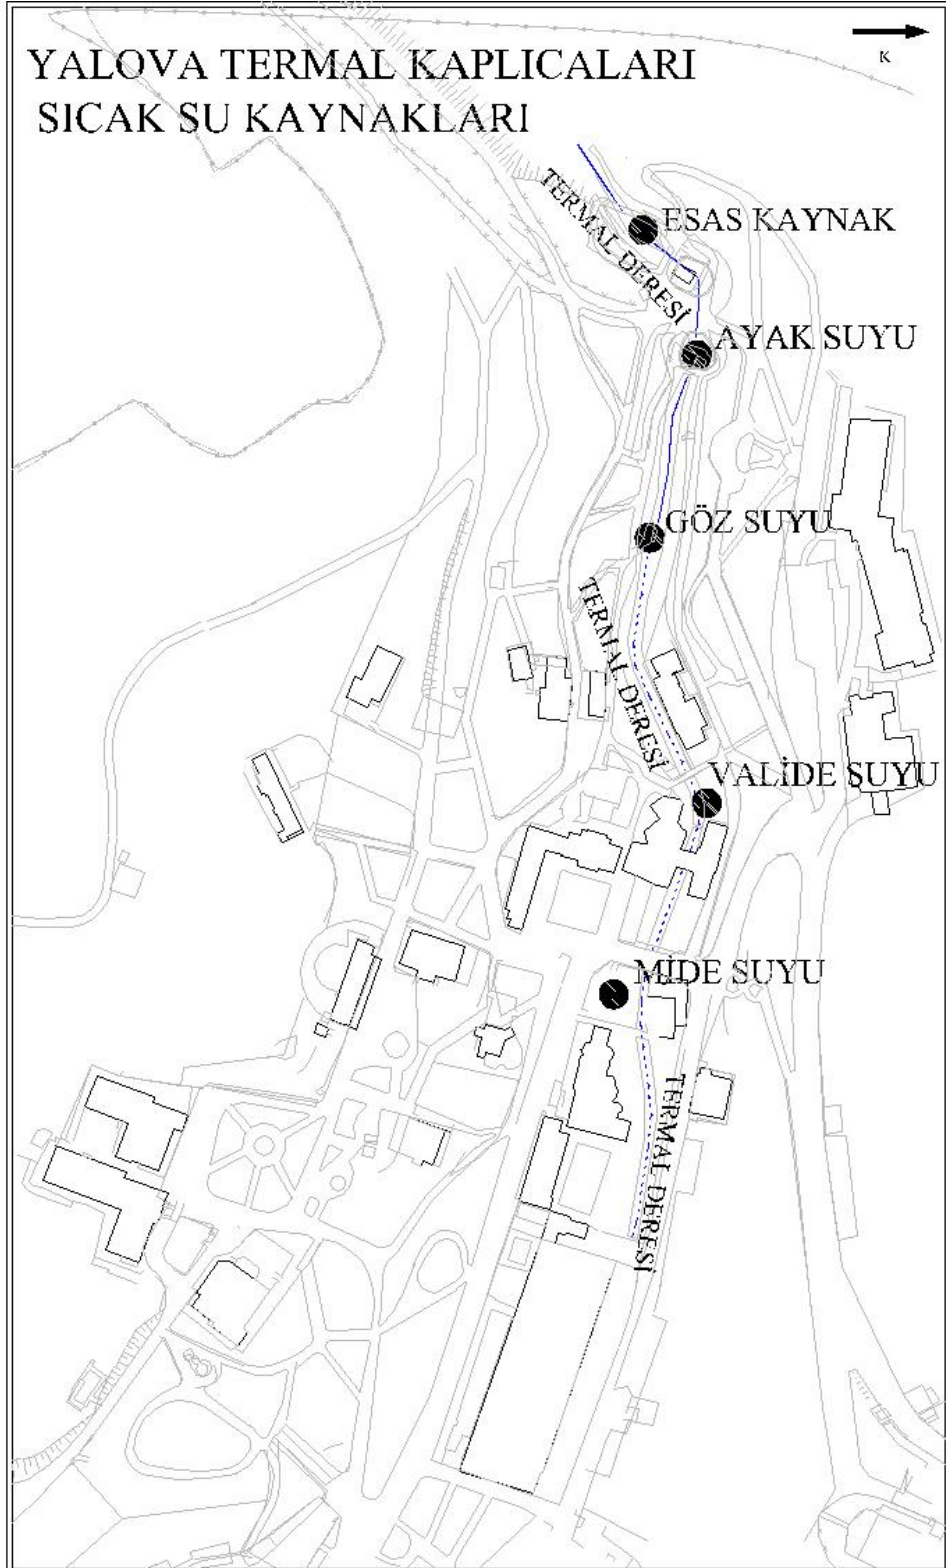 YALOVA TERMAL KAPLICALARI
SICAK SU KAYNAKLARI
K
ESAS KAYNAK
TERMAL DERESİ
AYAK SUYU
GÖZ SUYU
TERMAL DERESİ
VALİDE SUYU
MİDE SUYU
TERMAL DERESİ